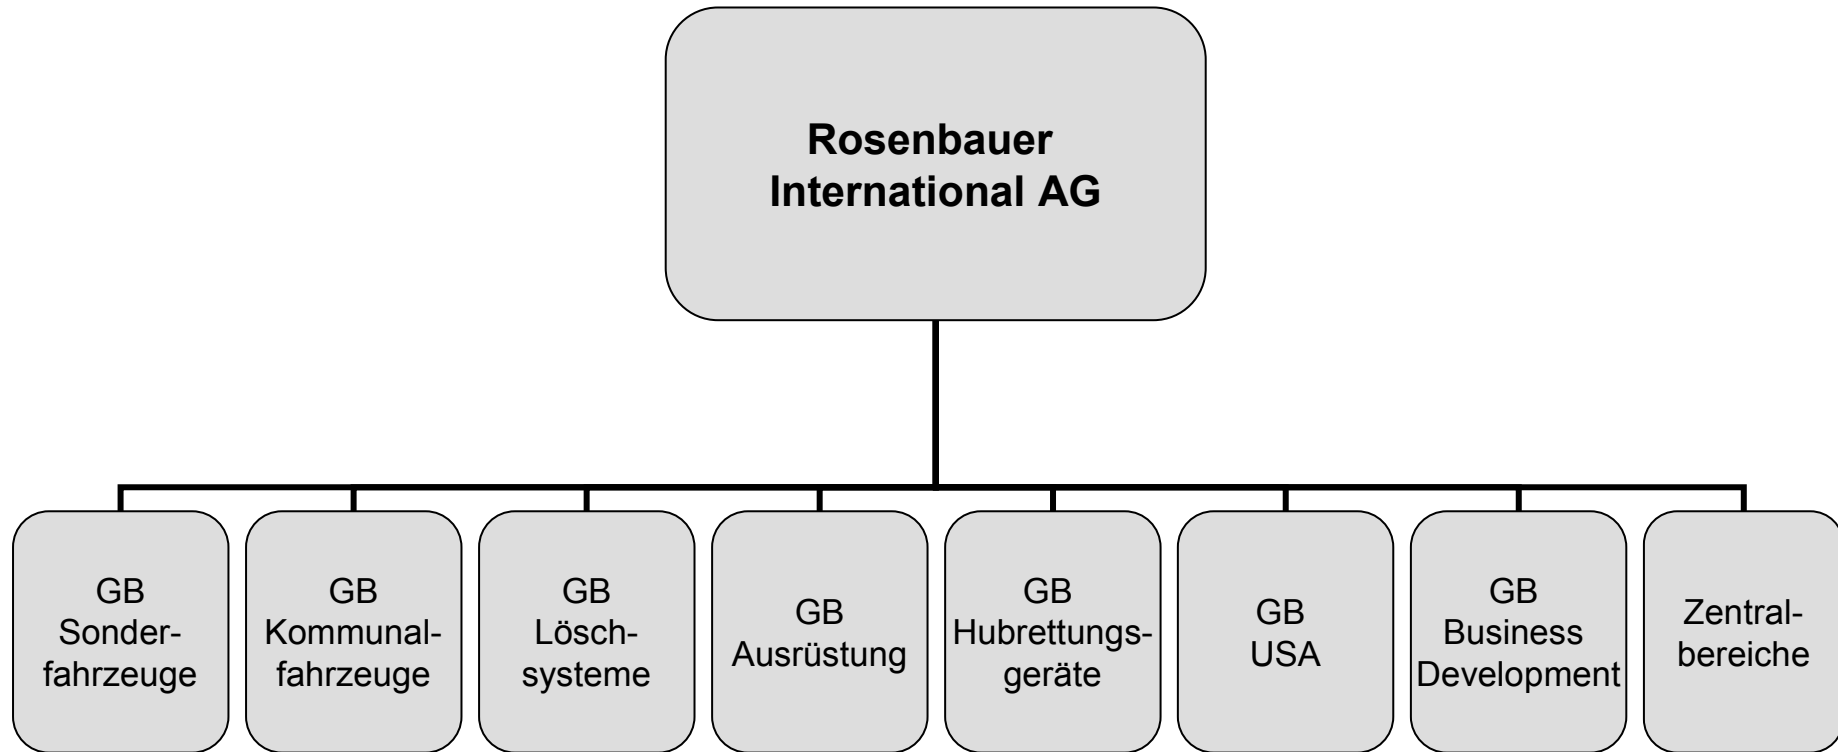 Rosenbauer
International AG
GB
Sonder-
fahrzeuge
GB
Kommunal-
fahrzeuge
GB
Lösch-
systeme
GB
Ausrüstung
GB
Hubrettungs-
geräte
GB
USA
GB
Business
Development
Zentral-
bereiche